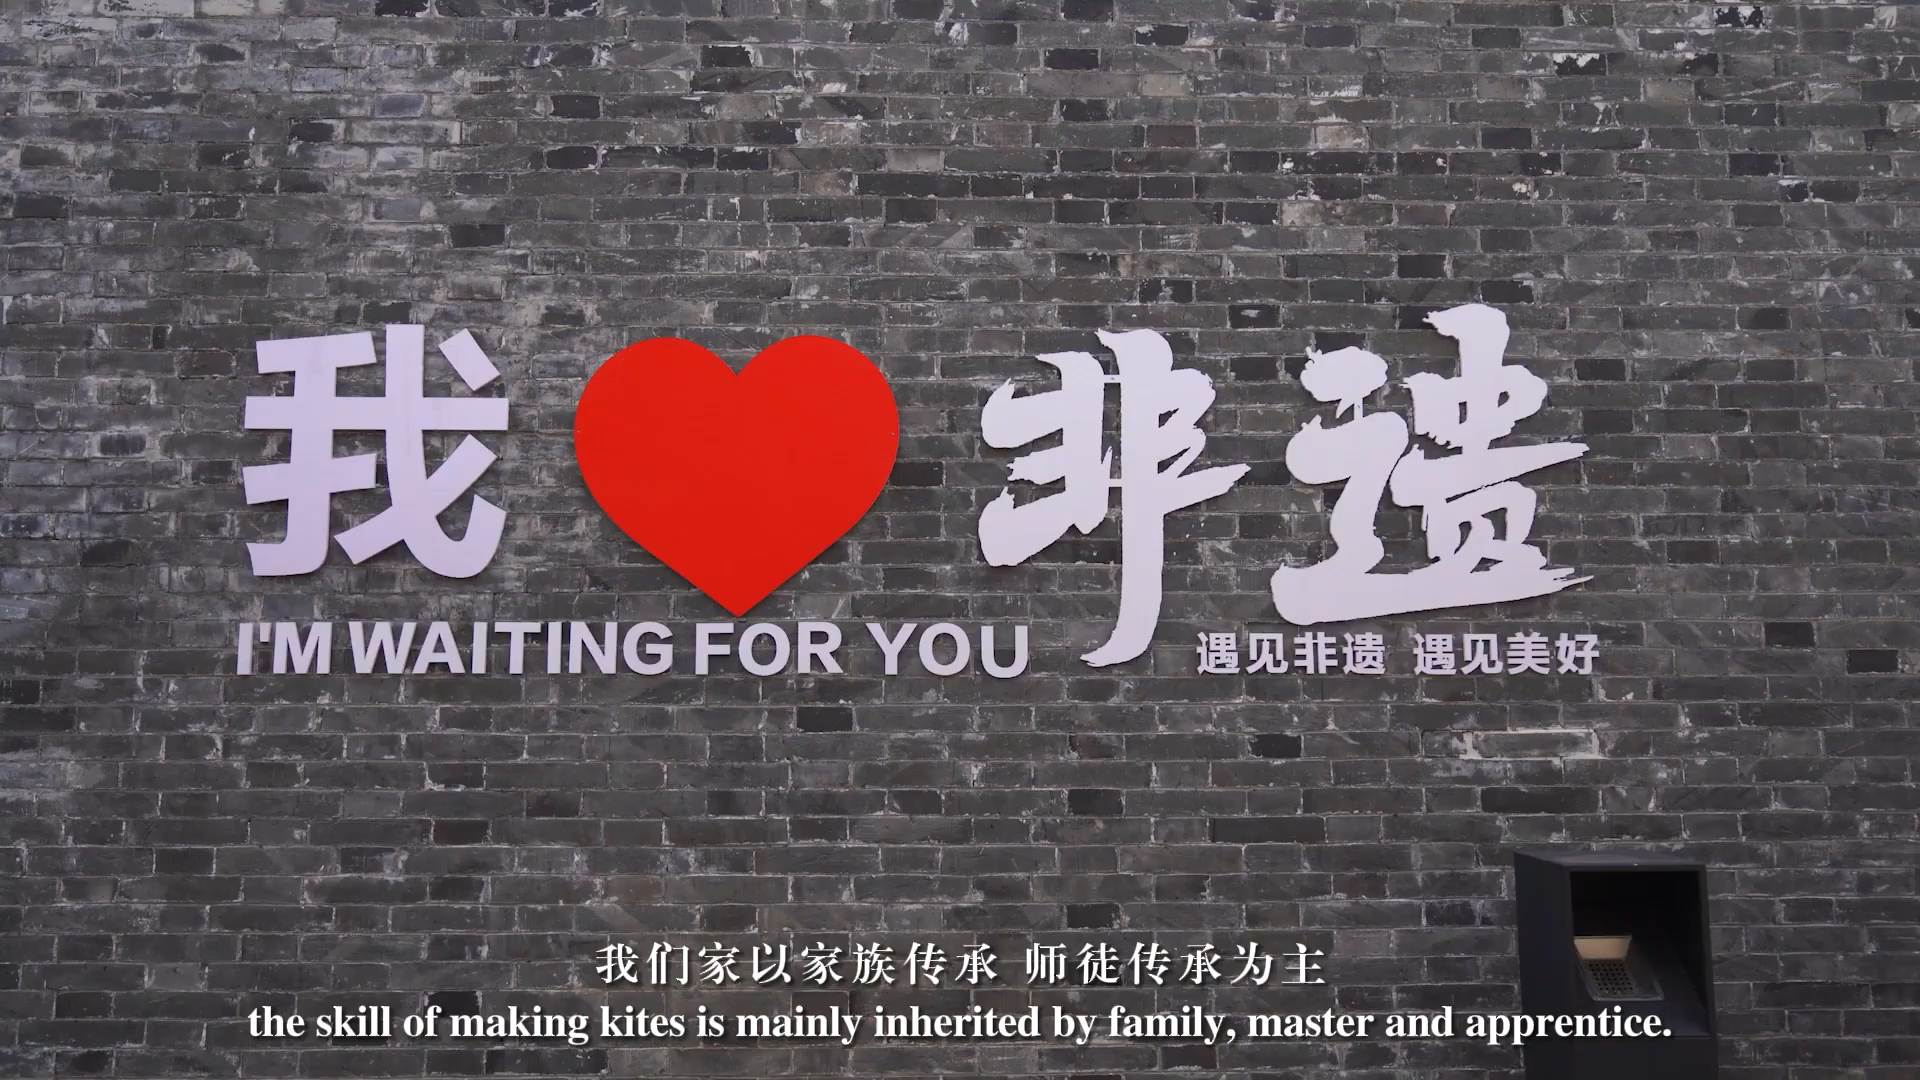 我❤非遗
I'M WAITING FOR YOU
遇见非遗 遇见美好
我们家以家族传承 师徒传承为主
the skill of making kites is mainly inherited by family, master and apprentice.